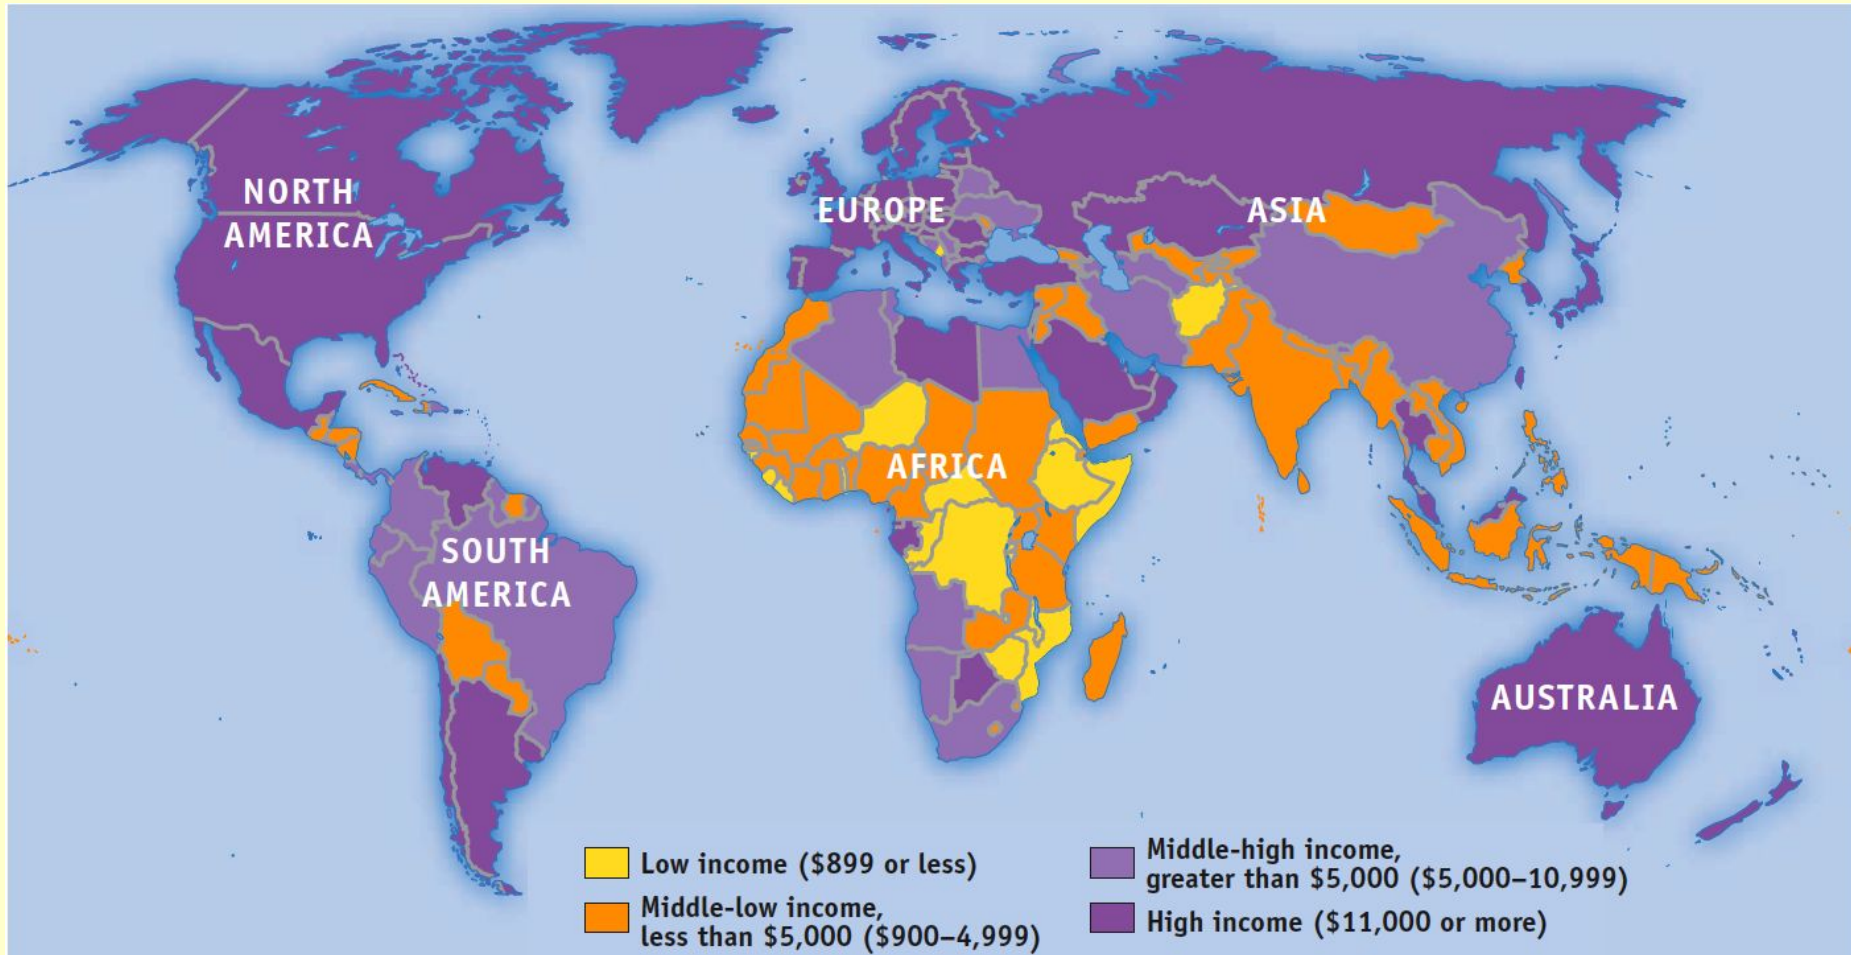 NORTH
AMERICA
EUROPE
ASIA
AFRICA
SOUTH
AMERICA
AUSTRALIA
Low income ($899 or less)
Middle-low income,
less than $5,000 ($900–4,999)
Middle-high income,
greater than $5,000 ($5,000–10,999)
High income ($11,000 or more)